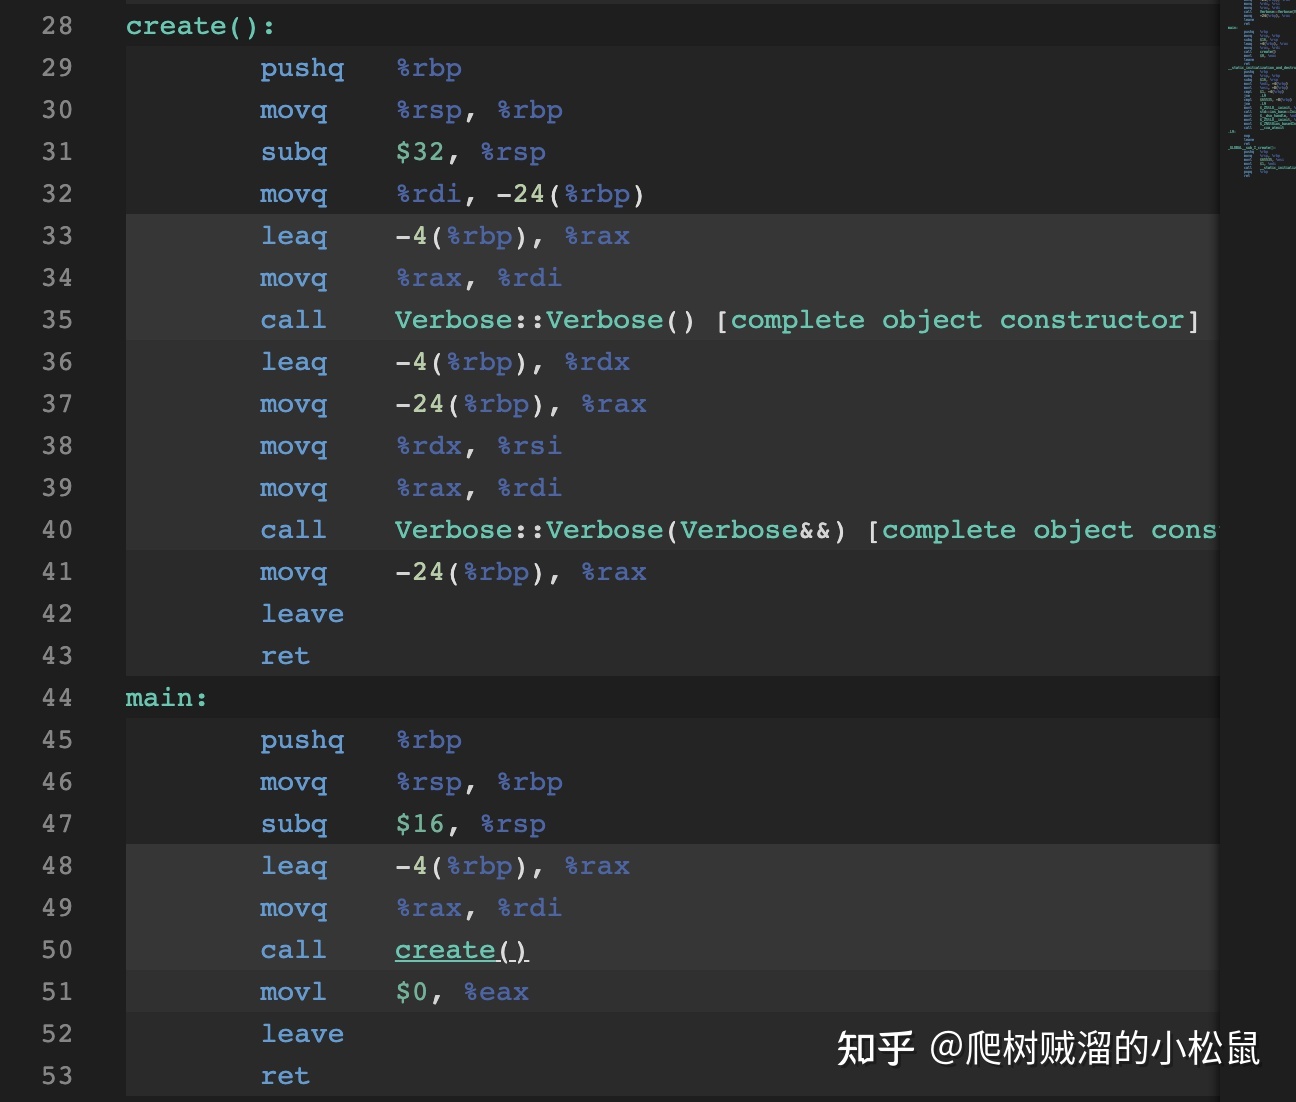 28 create():
29 pushq %rbp
30 movq %rsp, %rbp
31 subq $32, %rsp
32 movq %rdi, -24(%rbp)
33 leaq -4(%rbp), %rax
34 movq %rax, %rdi
35 call Verbose::Verbose() [complete object constructor]
36 leaq -4(%rbp), %rdx
37 movq -24(%rbp), %rax
38 movq %rdx, %rsi
39 movq %rax, %rdi
40 call Verbose::Verbose(Verbose&&) [complete object cons
41 movq -24(%rbp), %rax
42 leave
43 ret
44 main:
45 pushq %rbp
46 movq %rsp, %rbp
47 subq $16, %rsp
48 leaq -4(%rbp), %rax
49 movq %rax, %rdi
50 call create()
51 movl $0, %eax
52 leave
53 ret
知乎 @爬树贼溜的小松鼠